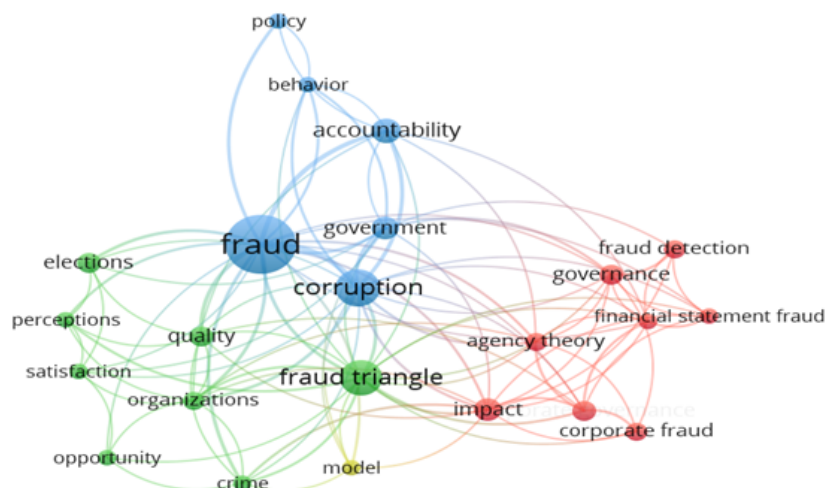 policy
behavior
accountability
fraud
government
elections
fraud detection
governance
corruption
perceptions
quality
financial statement fraud
agency theory
satisfaction
fraud triangle
organizations
impact
corporate fraud
opportunity
model
crime